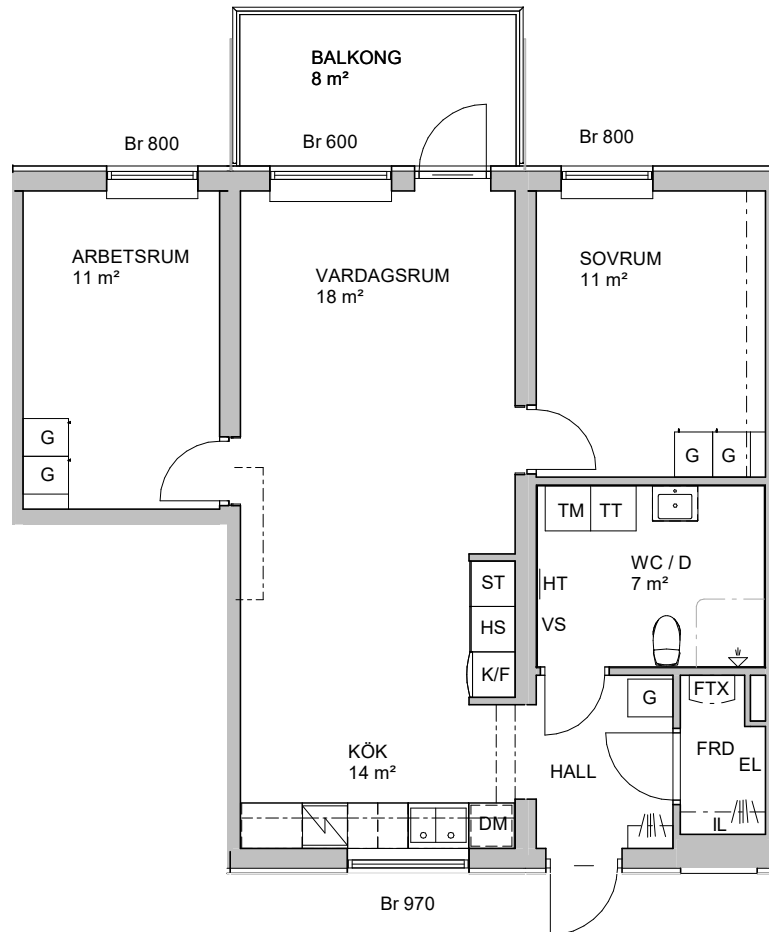 BALKONG
8 m²
Br 800
Br 600
Br 800
ARBETSRUM
11 m²
VARDAGSRUM
18 m²
SOVRUM
11 m²
G
G
G
G
TM
TT
WC / D
7 m²
ST
HT
HS
VS
K/F
G
FTX
KÖK
14 m²
HALL
FRD
EL
DM
IL
Br 970